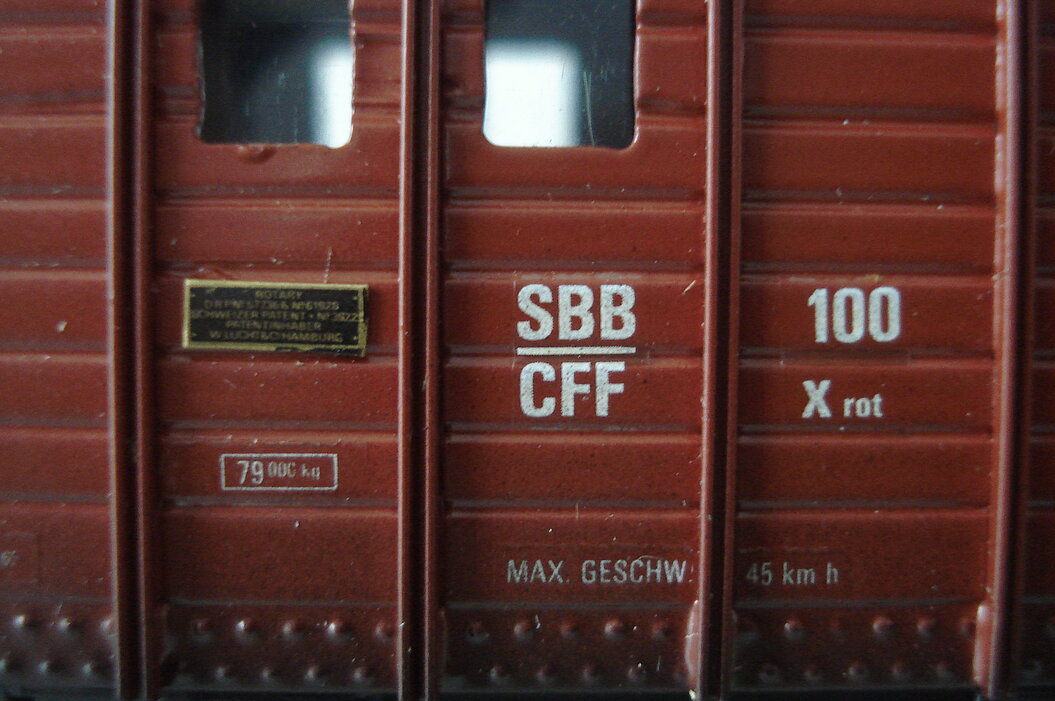 ROTARY
SCHWEIZER PATENT
PATENTINHABER
HAMBURG
SBB
CFF
100
X rot
79 000 kg
MAX. GESCHW. 45 km h